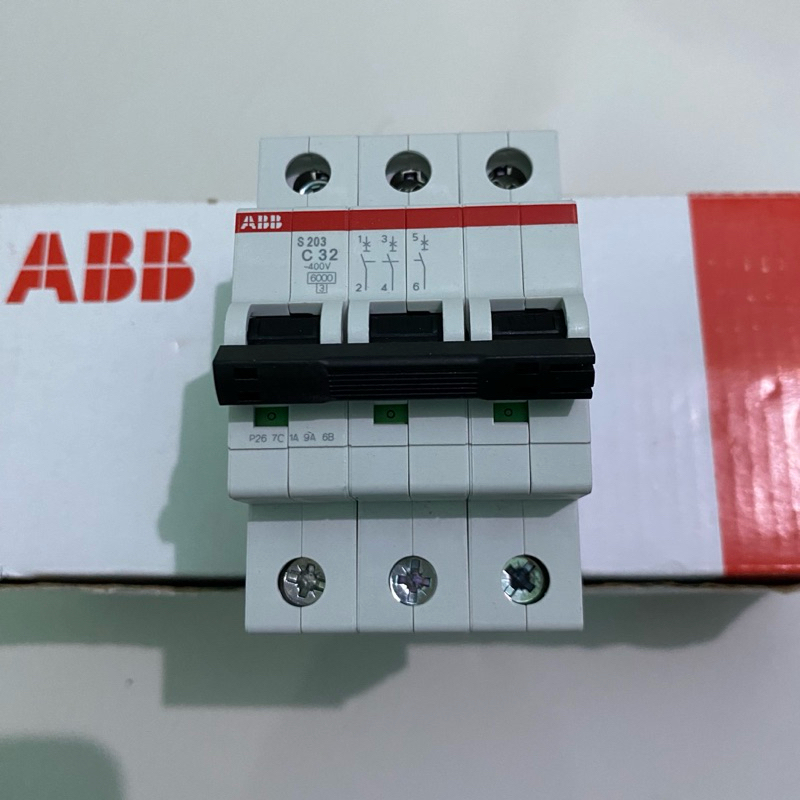 ABB
ABB
S 203
C 32
~400V
6000
3
1 3 5
2 4 6
O O O
P26 7C 1A 9A 6B